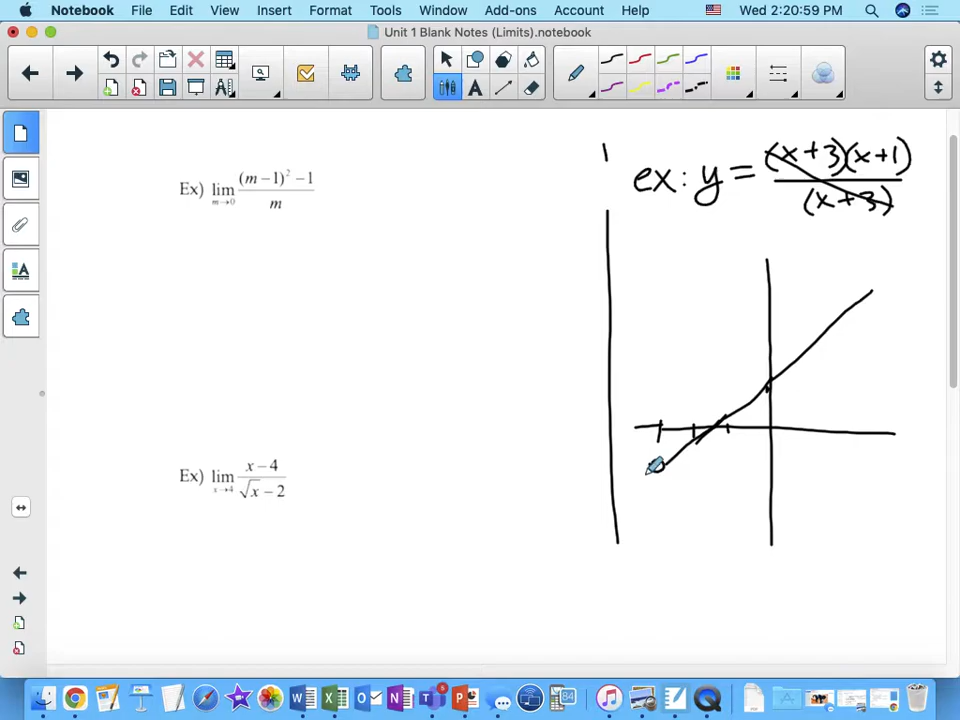 Notebook File Edit View Insert Format Tools Window Add-ons Account Help Wed 2:20:59 PM
Unit 1 Blank Notes (Limits).notebook
Ex) lim m→0 (m−1)² −1 / m
ex: y = (x+3)(x+1) / (x+3)
Ex) lim x→4 x−4 / √x −2